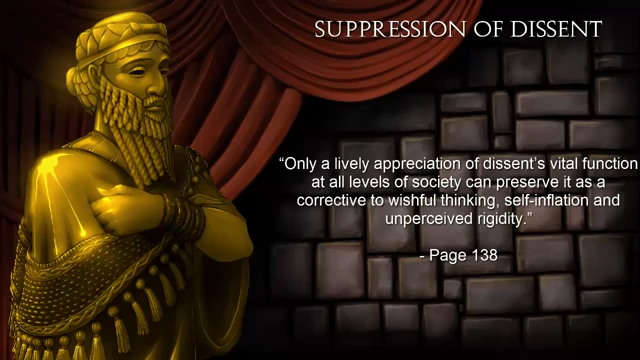 SUPPRESSION OF DISSENT
“Only a lively appreciation of dissent’s vital function
at all levels of society can preserve it as a
corrective to wishful thinking, self-inflation and
unperceived rigidity.”
- Page 138